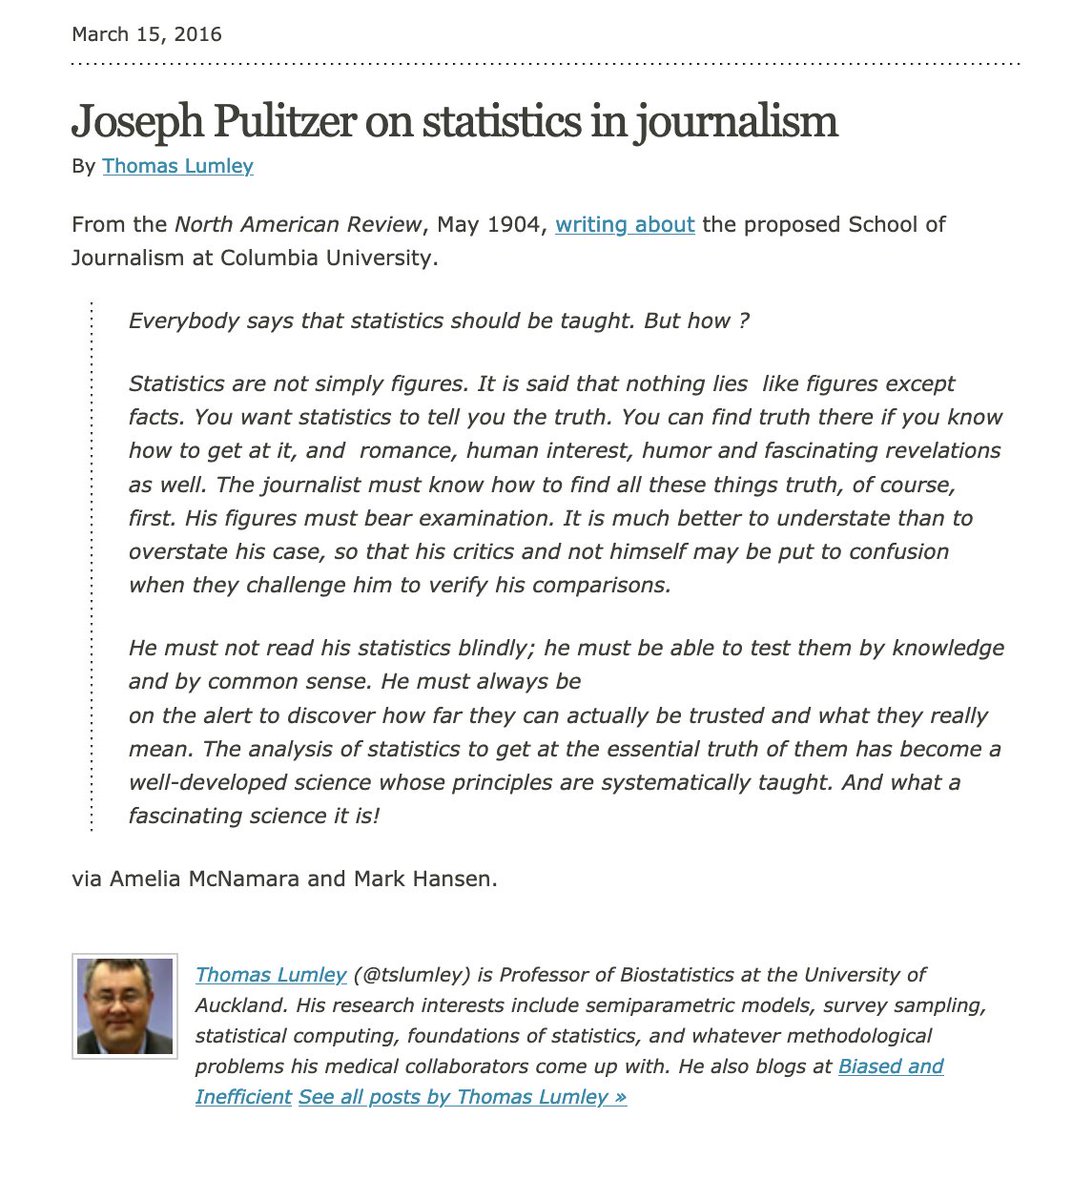 March 15, 2016
Joseph Pulitzer on statistics in journalism
By Thomas Lumley
From the North American Review, May 1904, writing about the proposed School of
Journalism at Columbia University.
Everybody says that statistics should be taught. But how ?
Statistics are not simply figures. It is said that nothing lies  like figures except
facts. You want statistics to tell you the truth. You can find truth there if you know
how to get at it, and  romance, human interest, humor and fascinating revelations
as well. The journalist must know how to find all these things truth, of course,
first. His figures must bear examination. It is much better to understate than to
overstate his case, so that his critics and not himself may be put to confusion
when they challenge him to verify his comparisons.
He must not read his statistics blindly; he must be able to test them by knowledge
and by common sense. He must always be
on the alert to discover how far they can actually be trusted and what they really
mean. The analysis of statistics to get at the essential truth of them has become a
well-developed science whose principles are systematically taught. And what a
fascinating science it is!
via Amelia McNamara and Mark Hansen.
Thomas Lumley (@tslumley) is Professor of Biostatistics at the University of
Auckland. His research interests include semiparametric models, survey sampling,
statistical computing, foundations of statistics, and whatever methodological
problems his medical collaborators come up with. He also blogs at Biased and
Inefficient See all posts by Thomas Lumley »